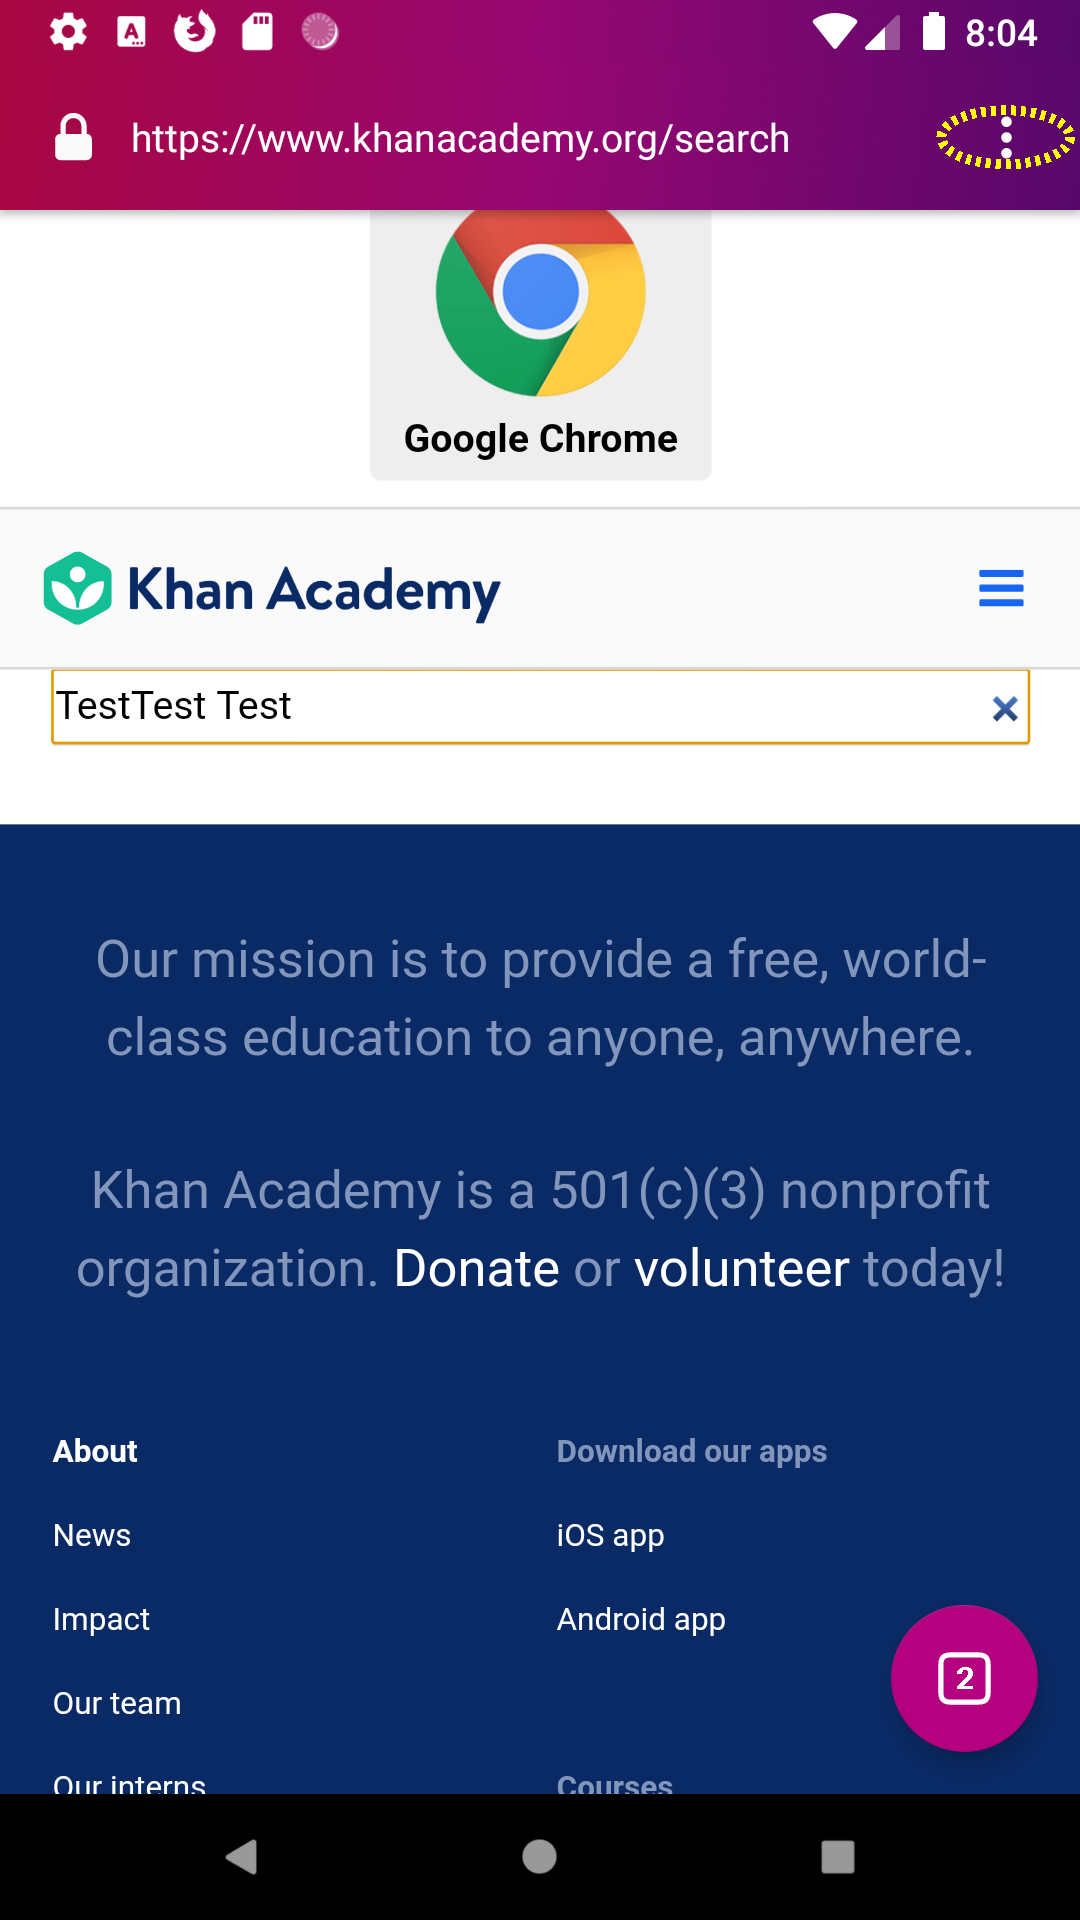 8:04
https://www.khanacademy.org/search
Google Chrome
Khan Academy
TestTest Test
Our mission is to provide a free, world-
class education to anyone, anywhere.
Khan Academy is a 501(c)(3) nonprofit
organization. Donate or volunteer today!
About
Download our apps
News
iOS app
Impact
Android app
2
Our team
Our interns
Courses